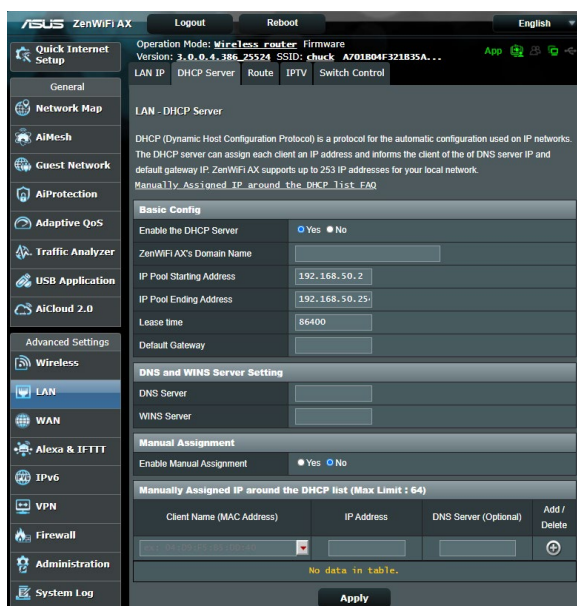 ASUS ZenWiFi AX Logout Reboot English
Quick Internet Setup
Operation Mode: Wireless router Firmware
Version: 3.0.0.4.386_25524 SSID: chuck A701B04F321B35A... App
LAN IP DHCP Server Route IPTV Switch Control
General
Network Map
AiMesh
Guest Network
AiProtection
Adaptive QoS
Traffic Analyzer
USB Application
AiCloud 2.0
Advanced Settings
Wireless
LAN
WAN
Alexa & IFTTT
IPv6
VPN
Firewall
Administration
System Log
LAN - DHCP Server
DHCP (Dynamic Host Configuration Protocol) is a protocol for the automatic configuration used on IP networks.
The DHCP server can assign each client an IP address and informs the client of the of DNS server IP and
default gateway IP. ZenWiFi AX supports up to 253 IP addresses for your local network.
Manually Assigned IP around the DHCP list FAQ
Basic Config
Enable the DHCP Server Yes No
ZenWiFi AX's Domain Name
IP Pool Starting Address 192.168.50.2
IP Pool Ending Address 192.168.50.25
Lease time 86400
Default Gateway
DNS and WINS Server Setting
DNS Server
WINS Server
Manual Assignment
Enable Manual Assignment Yes No
Manually Assigned IP around the DHCP list (Max Limit : 64)
Client Name (MAC Address) IP Address DNS Server (Optional) Add / Delete
No data in table.
Apply